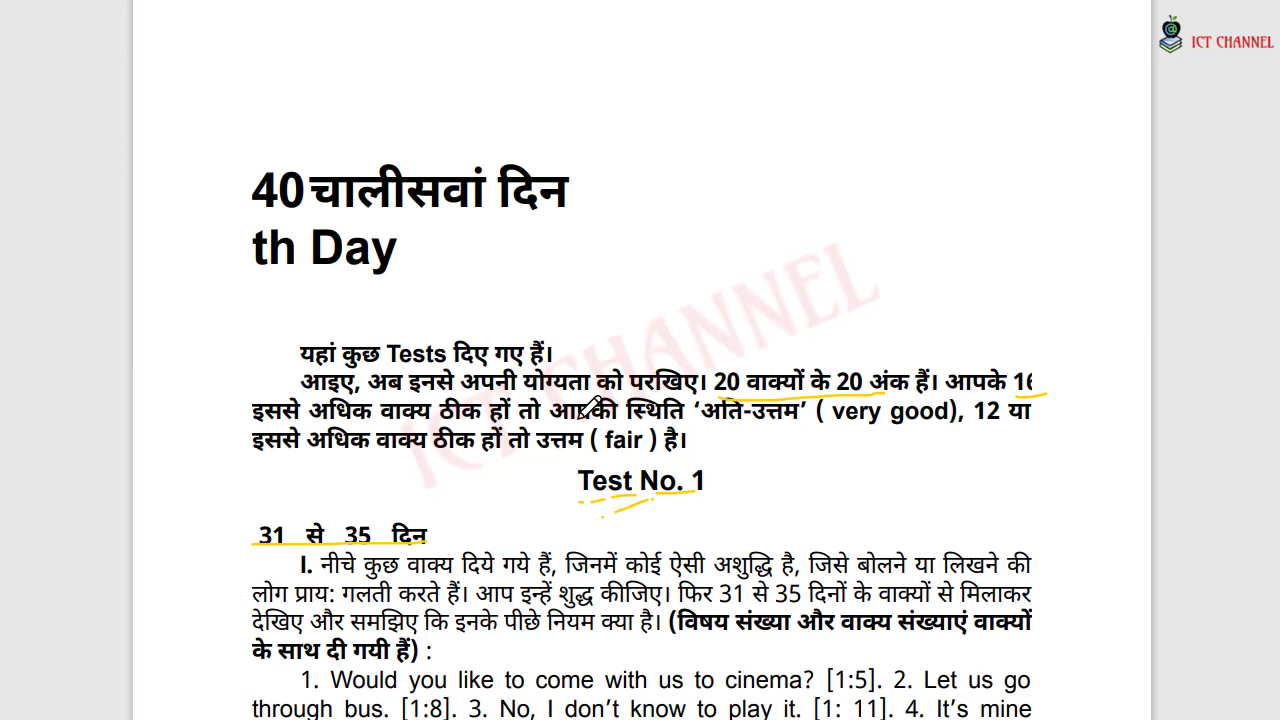 ICT CHANNEL
40 चालीसवां दिन
th Day
यहां कुछ Tests दिए गए हैं।
आइए, अब इनसे अपनी योग्यता को परखिए। 20 वाक्यों के 20 अंक हैं। आपके 16
इससे अधिक वाक्य ठीक हों तो आपकी स्थिति ‘अति-उत्तम’ ( very good), 12 या
इससे अधिक वाक्य ठीक हों तो उत्तम ( fair ) है।
ICT CHANNEL
Test No. 1
31 से 35 दिन
I. नीचे कुछ वाक्य दिये गये हैं, जिनमें कोई ऐसी अशुद्धि है, जिसे बोलने या लिखने की
लोग प्राय: गलती करते हैं। आप इन्हें शुद्ध कीजिए। फिर 31 से 35 दिनों के वाक्यों से मिलाकर
देखिए और समझिए कि इनके पीछे नियम क्या है। (विषय संख्या और वाक्य संख्याएं वाक्यों
के साथ दी गयी हैं) :
1. Would you like to come with us to cinema? [1:5]. 2. Let us go
through bus. [1:8]. 3. No, I don’t know to play it. [1: 11]. 4. It’s mine